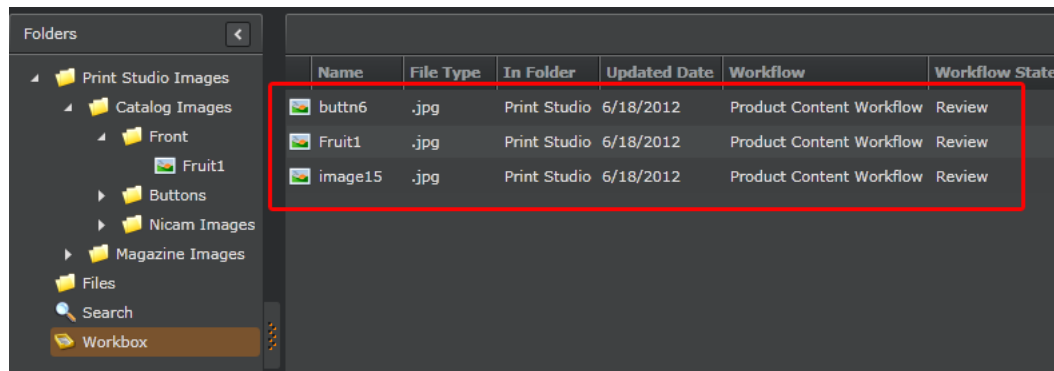 Folders
Print Studio Images
Catalog Images
Front
Fruit1
Buttons
Nicam Images
Magazine Images
Files
Search
Workbox
Name File Type In Folder Updated Date Workflow Workflow State
buttn6 .jpg Print Studio 6/18/2012 Product Content Workflow Review
Fruit1 .jpg Print Studio 6/18/2012 Product Content Workflow Review
image15 .jpg Print Studio 6/18/2012 Product Content Workflow Review